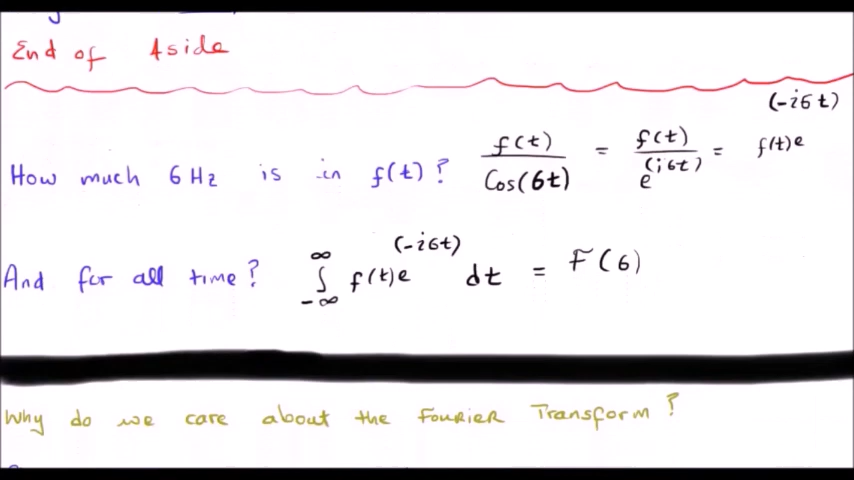 End of Aside
How much 6 Hz is in f(t)? f(t)/Cos(6t) = f(t)/e^(i6t) = f(t)e^(-i6t)
And for all time? ∫_{-∞}^{∞} f(t)e^(-i6t) dt = F(6)
Why do we care about the Fourier Transform?